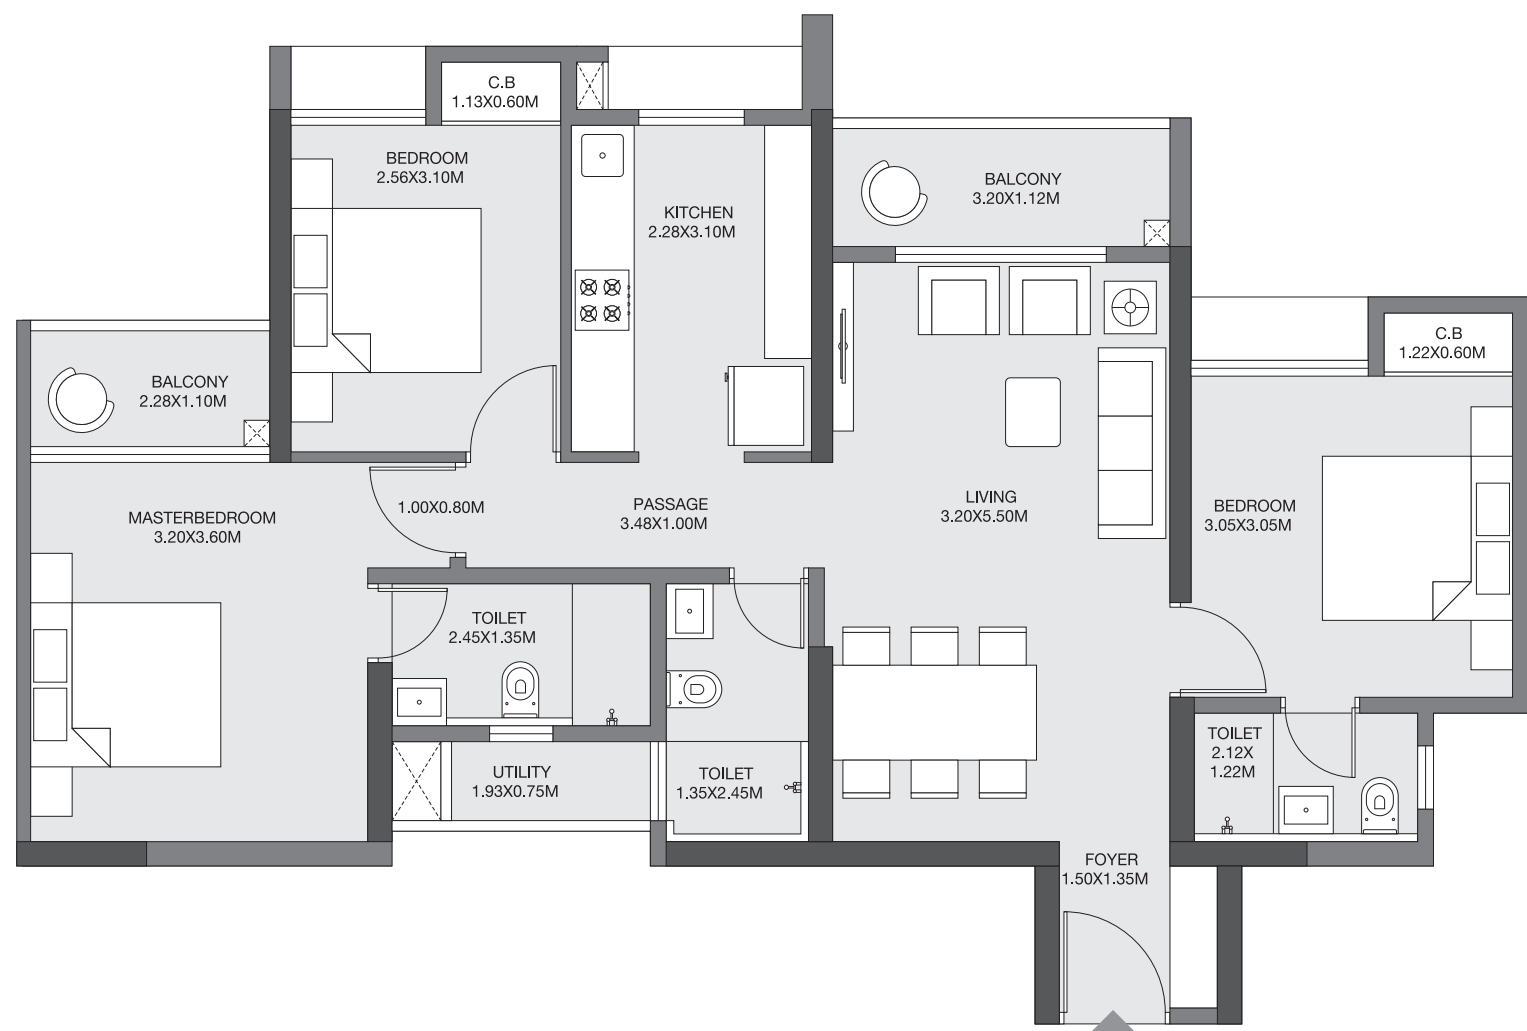 C.B
1.13X0.60M
BEDROOM
2.56X3.10M
KITCHEN
2.28X3.10M
BALCONY
3.20X1.12M
C.B
1.22X0.60M
BALCONY
2.28X1.10M
MASTERBEDROOM
3.20X3.60M
1.00X0.80M
PASSAGE
3.48X1.00M
LIVING
3.20X5.50M
BEDROOM
3.05X3.05M
TOILET
2.45X1.35M
UTILITY
1.93X0.75M
TOILET
1.35X2.45M
TOILET
2.12X
1.22M
FOYER
1.50X1.35M